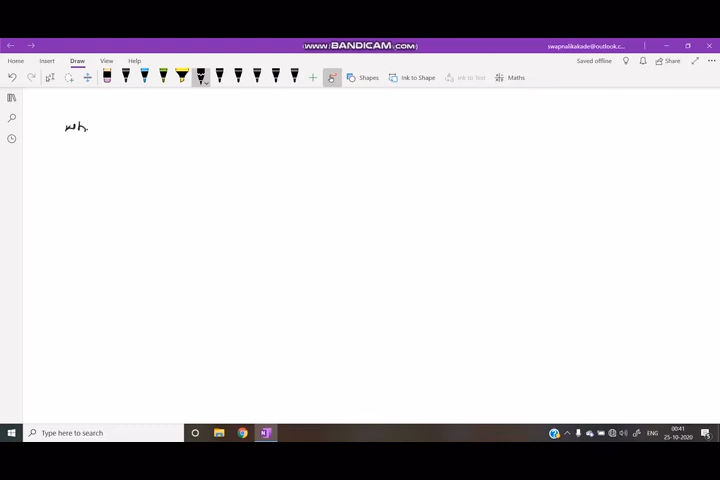 www.BANDICAM.com
swapnalikakade@outlook.c...
Home Insert Draw View Help Saved offline Share
Shapes Ink to Shape Ink to Text Maths
wh
Type here to search ENG 00:41
25-10-2020